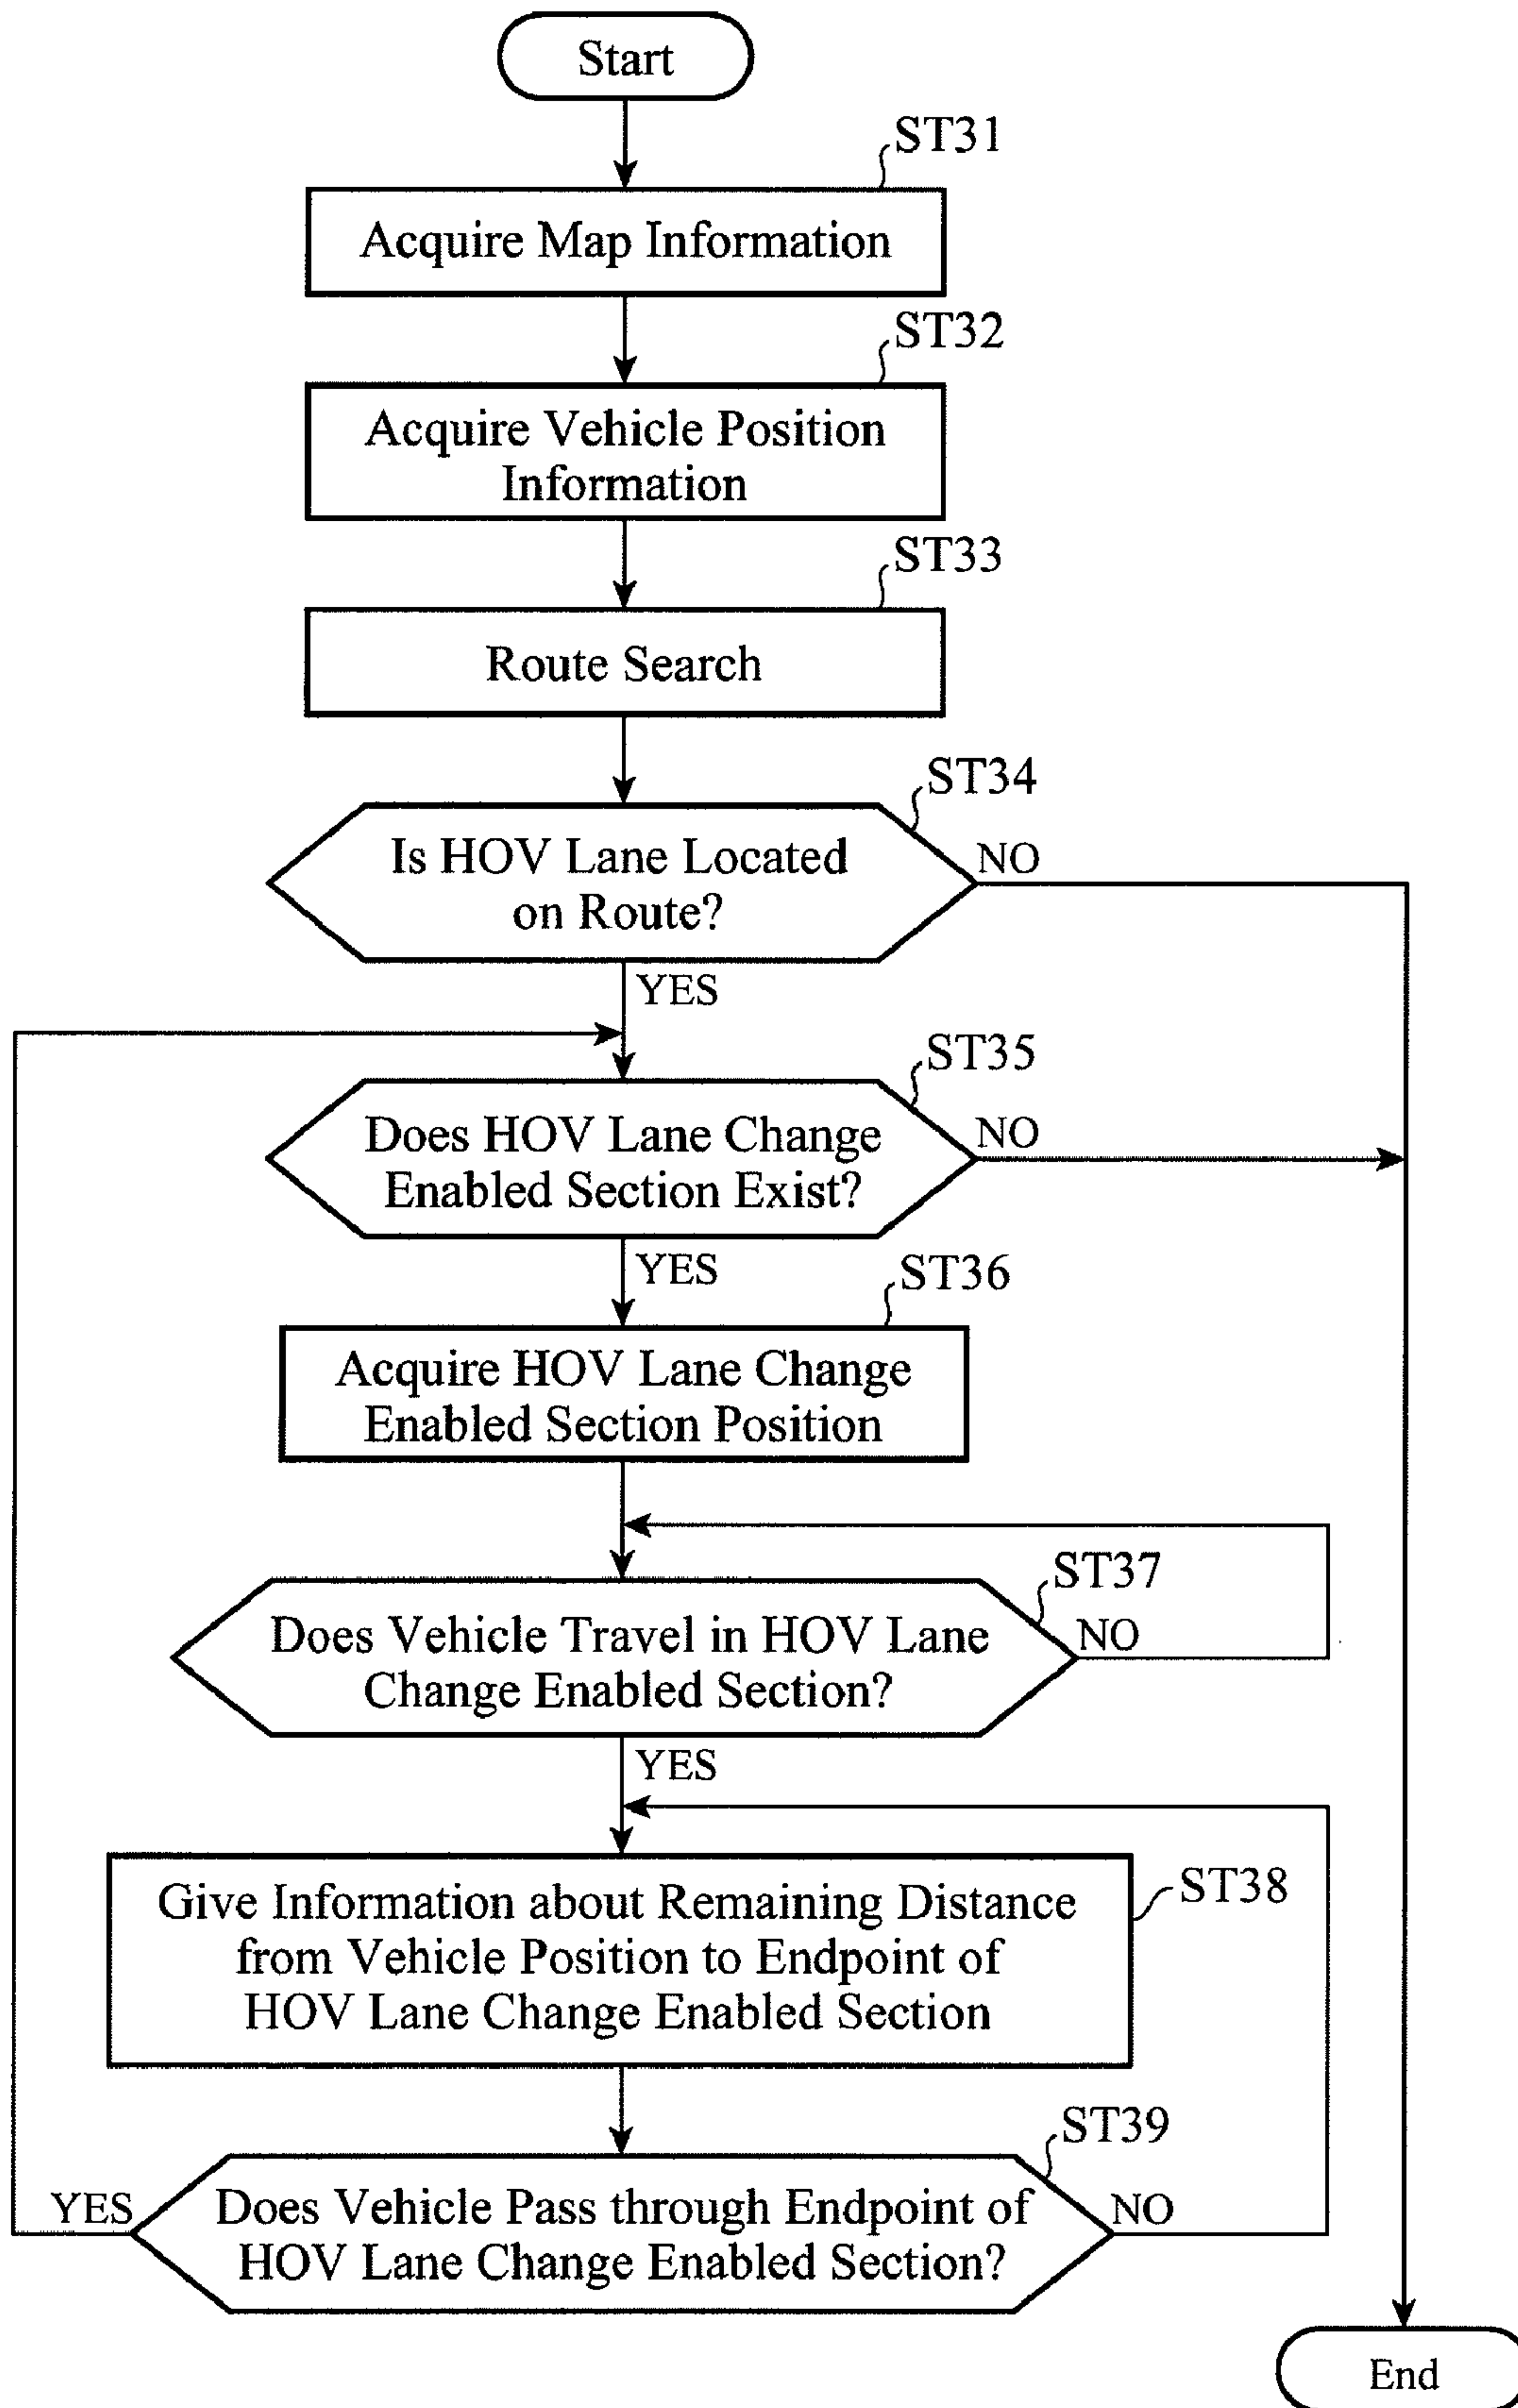 Start
ST31
Acquire Map Information
ST32
Acquire Vehicle Position
Information
ST33
Route Search
ST34
Is HOV Lane Located
on Route?
NO
YES
ST35
Does HOV Lane Change
Enabled Section Exist?
NO
YES
ST36
Acquire HOV Lane Change
Enabled Section Position
ST37
Does Vehicle Travel in HOV Lane
Change Enabled Section?
NO
YES
ST38
Give Information about Remaining Distance
from Vehicle Position to Endpoint of
HOV Lane Change Enabled Section
ST39
YES
Does Vehicle Pass through Endpoint of
HOV Lane Change Enabled Section?
NO
End